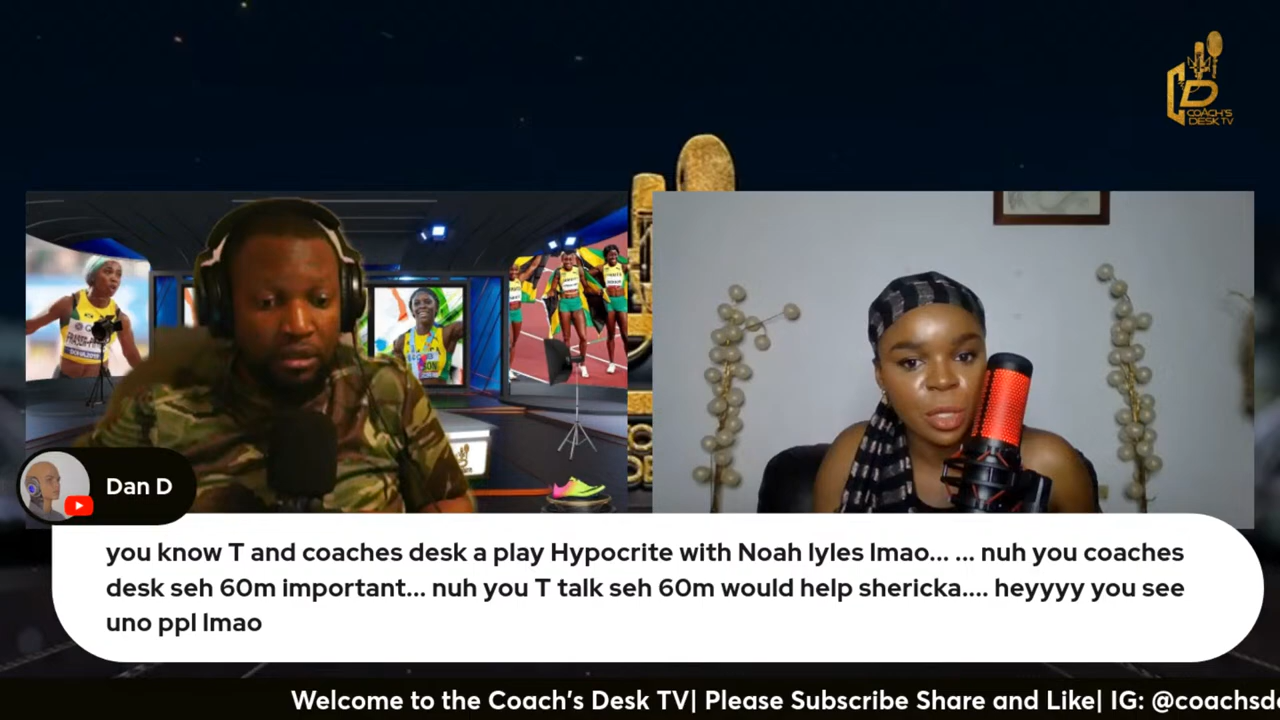 COACH'S
DESK TV
DOHA 2019
Dan D
you know T and coaches desk a play Hypocrite with Noah lyles lmao... ... nuh you coaches
desk seh 60m important... nuh you T talk seh 60m would help shericka.... heyyyy you see
uno ppl lmao
Welcome to the Coach's Desk TV| Please Subscribe Share and Like| IG: @coachsd